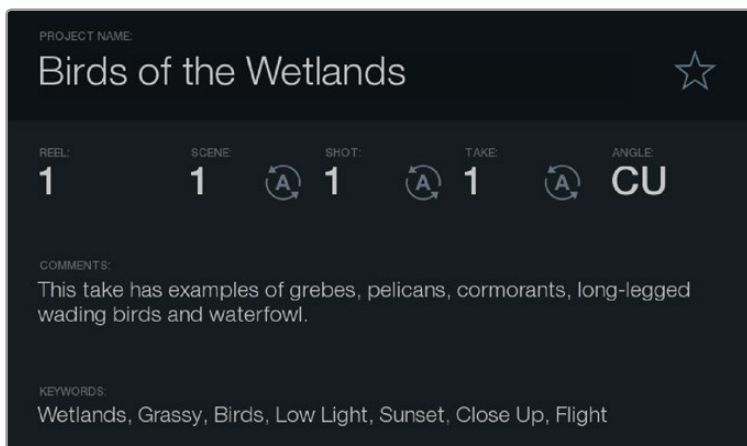 PROJECT NAME:
Birds of the Wetlands
REEL: SCENE: SHOT: TAKE: ANGLE:
1 1 A 1 A 1 A CU
COMMENTS:
This take has examples of grebes, pelicans, cormorants, long-legged
wading birds and waterfowl.
KEYWORDS:
Wetlands, Grassy, Birds, Low Light, Sunset, Close Up, Flight